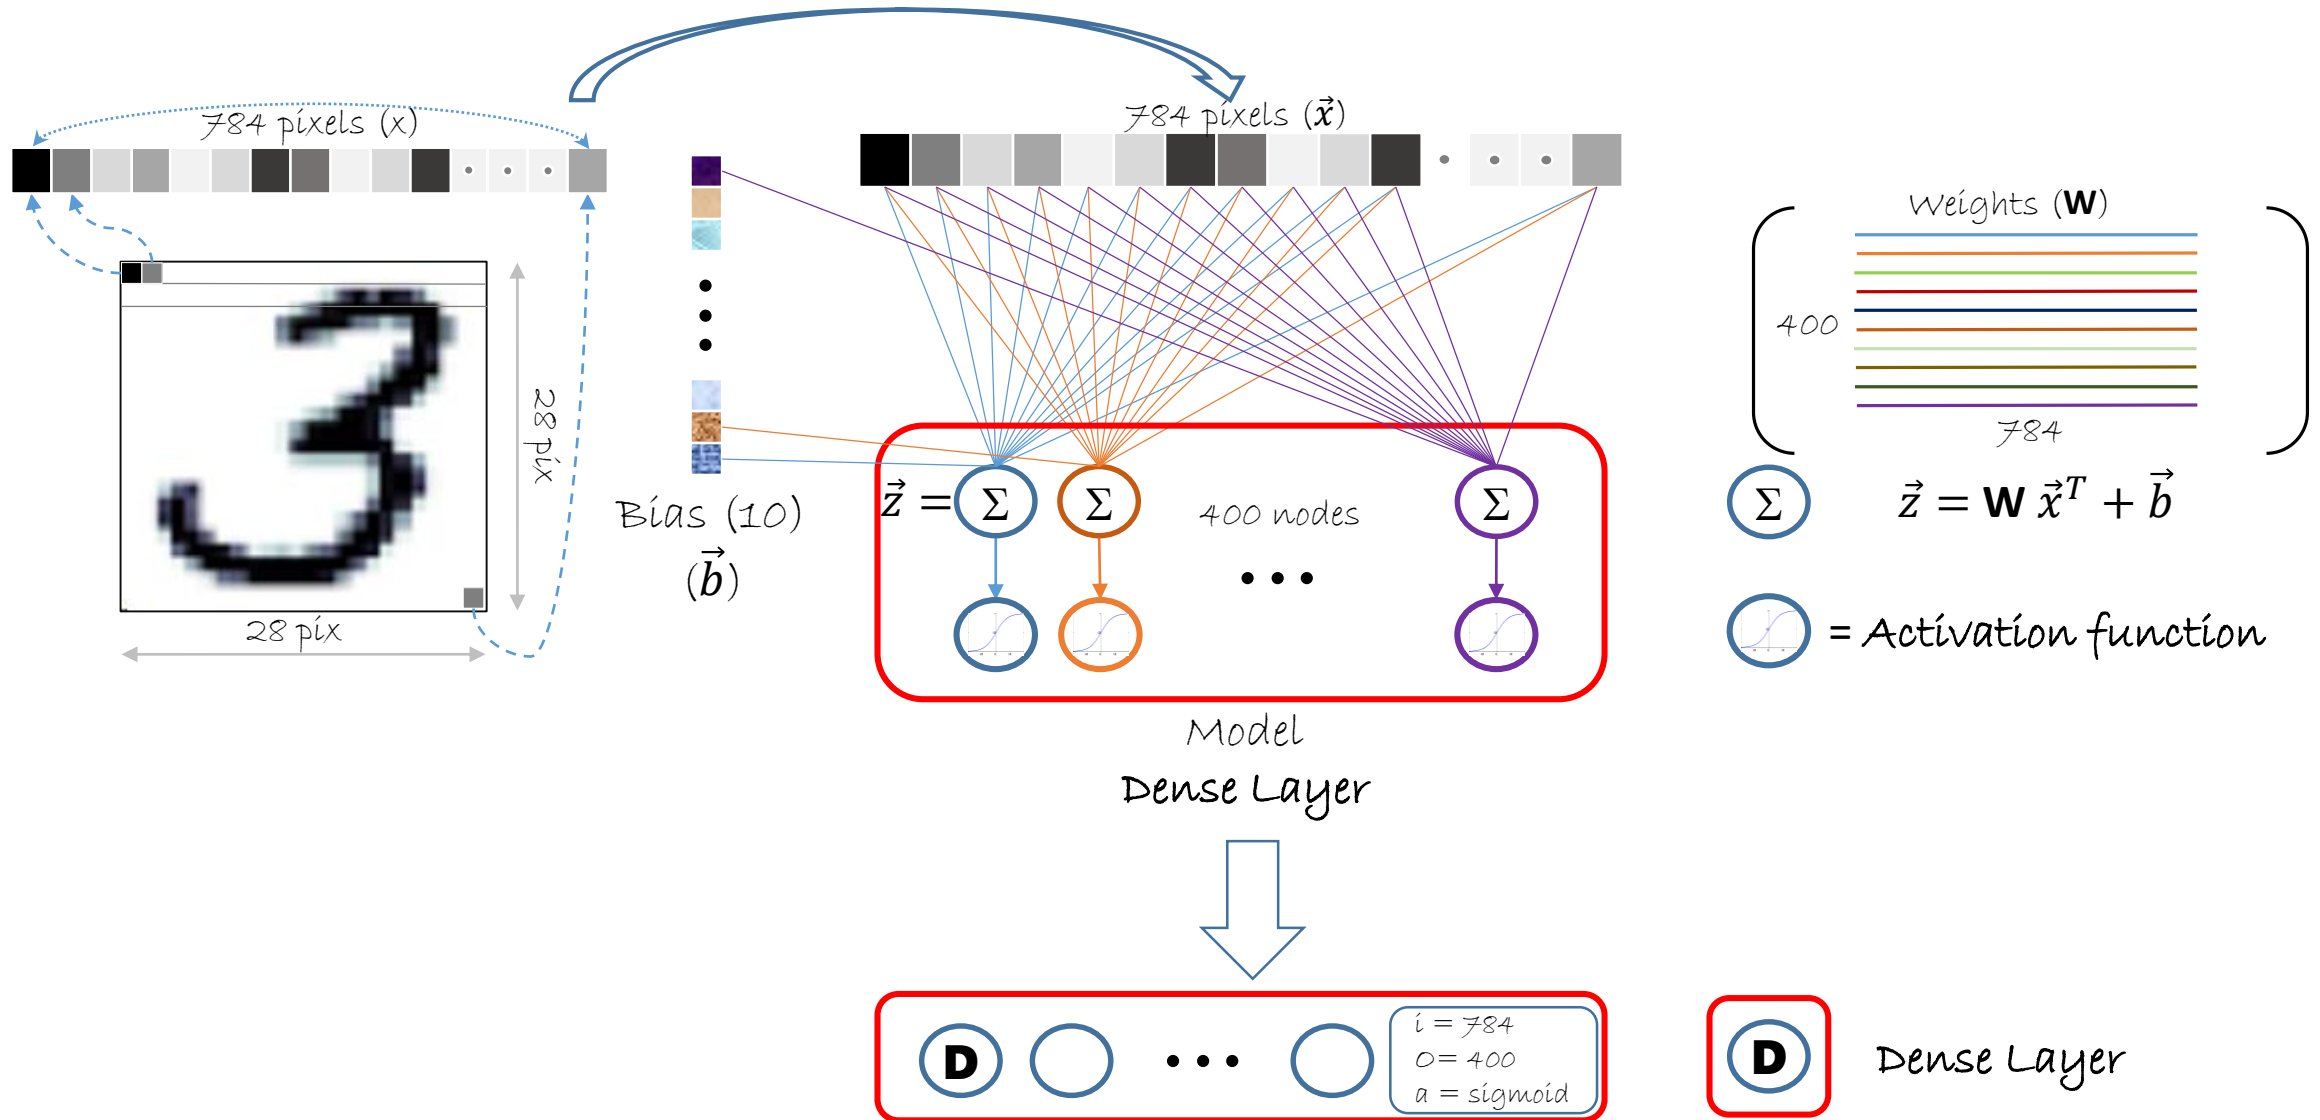 784 pixels (x)
28 pix
28 pix
784 pixels (x⃗)
Bias (10)
(b⃗)
z⃗ =
Σ
Σ
400 nodes
Σ
Model
Dense Layer
Weights (W)
400
784
Σ
z⃗ = W x⃗ᵀ + b⃗
= Activation function
D
i = 784
O = 400
a = sigmoid
D
Dense Layer